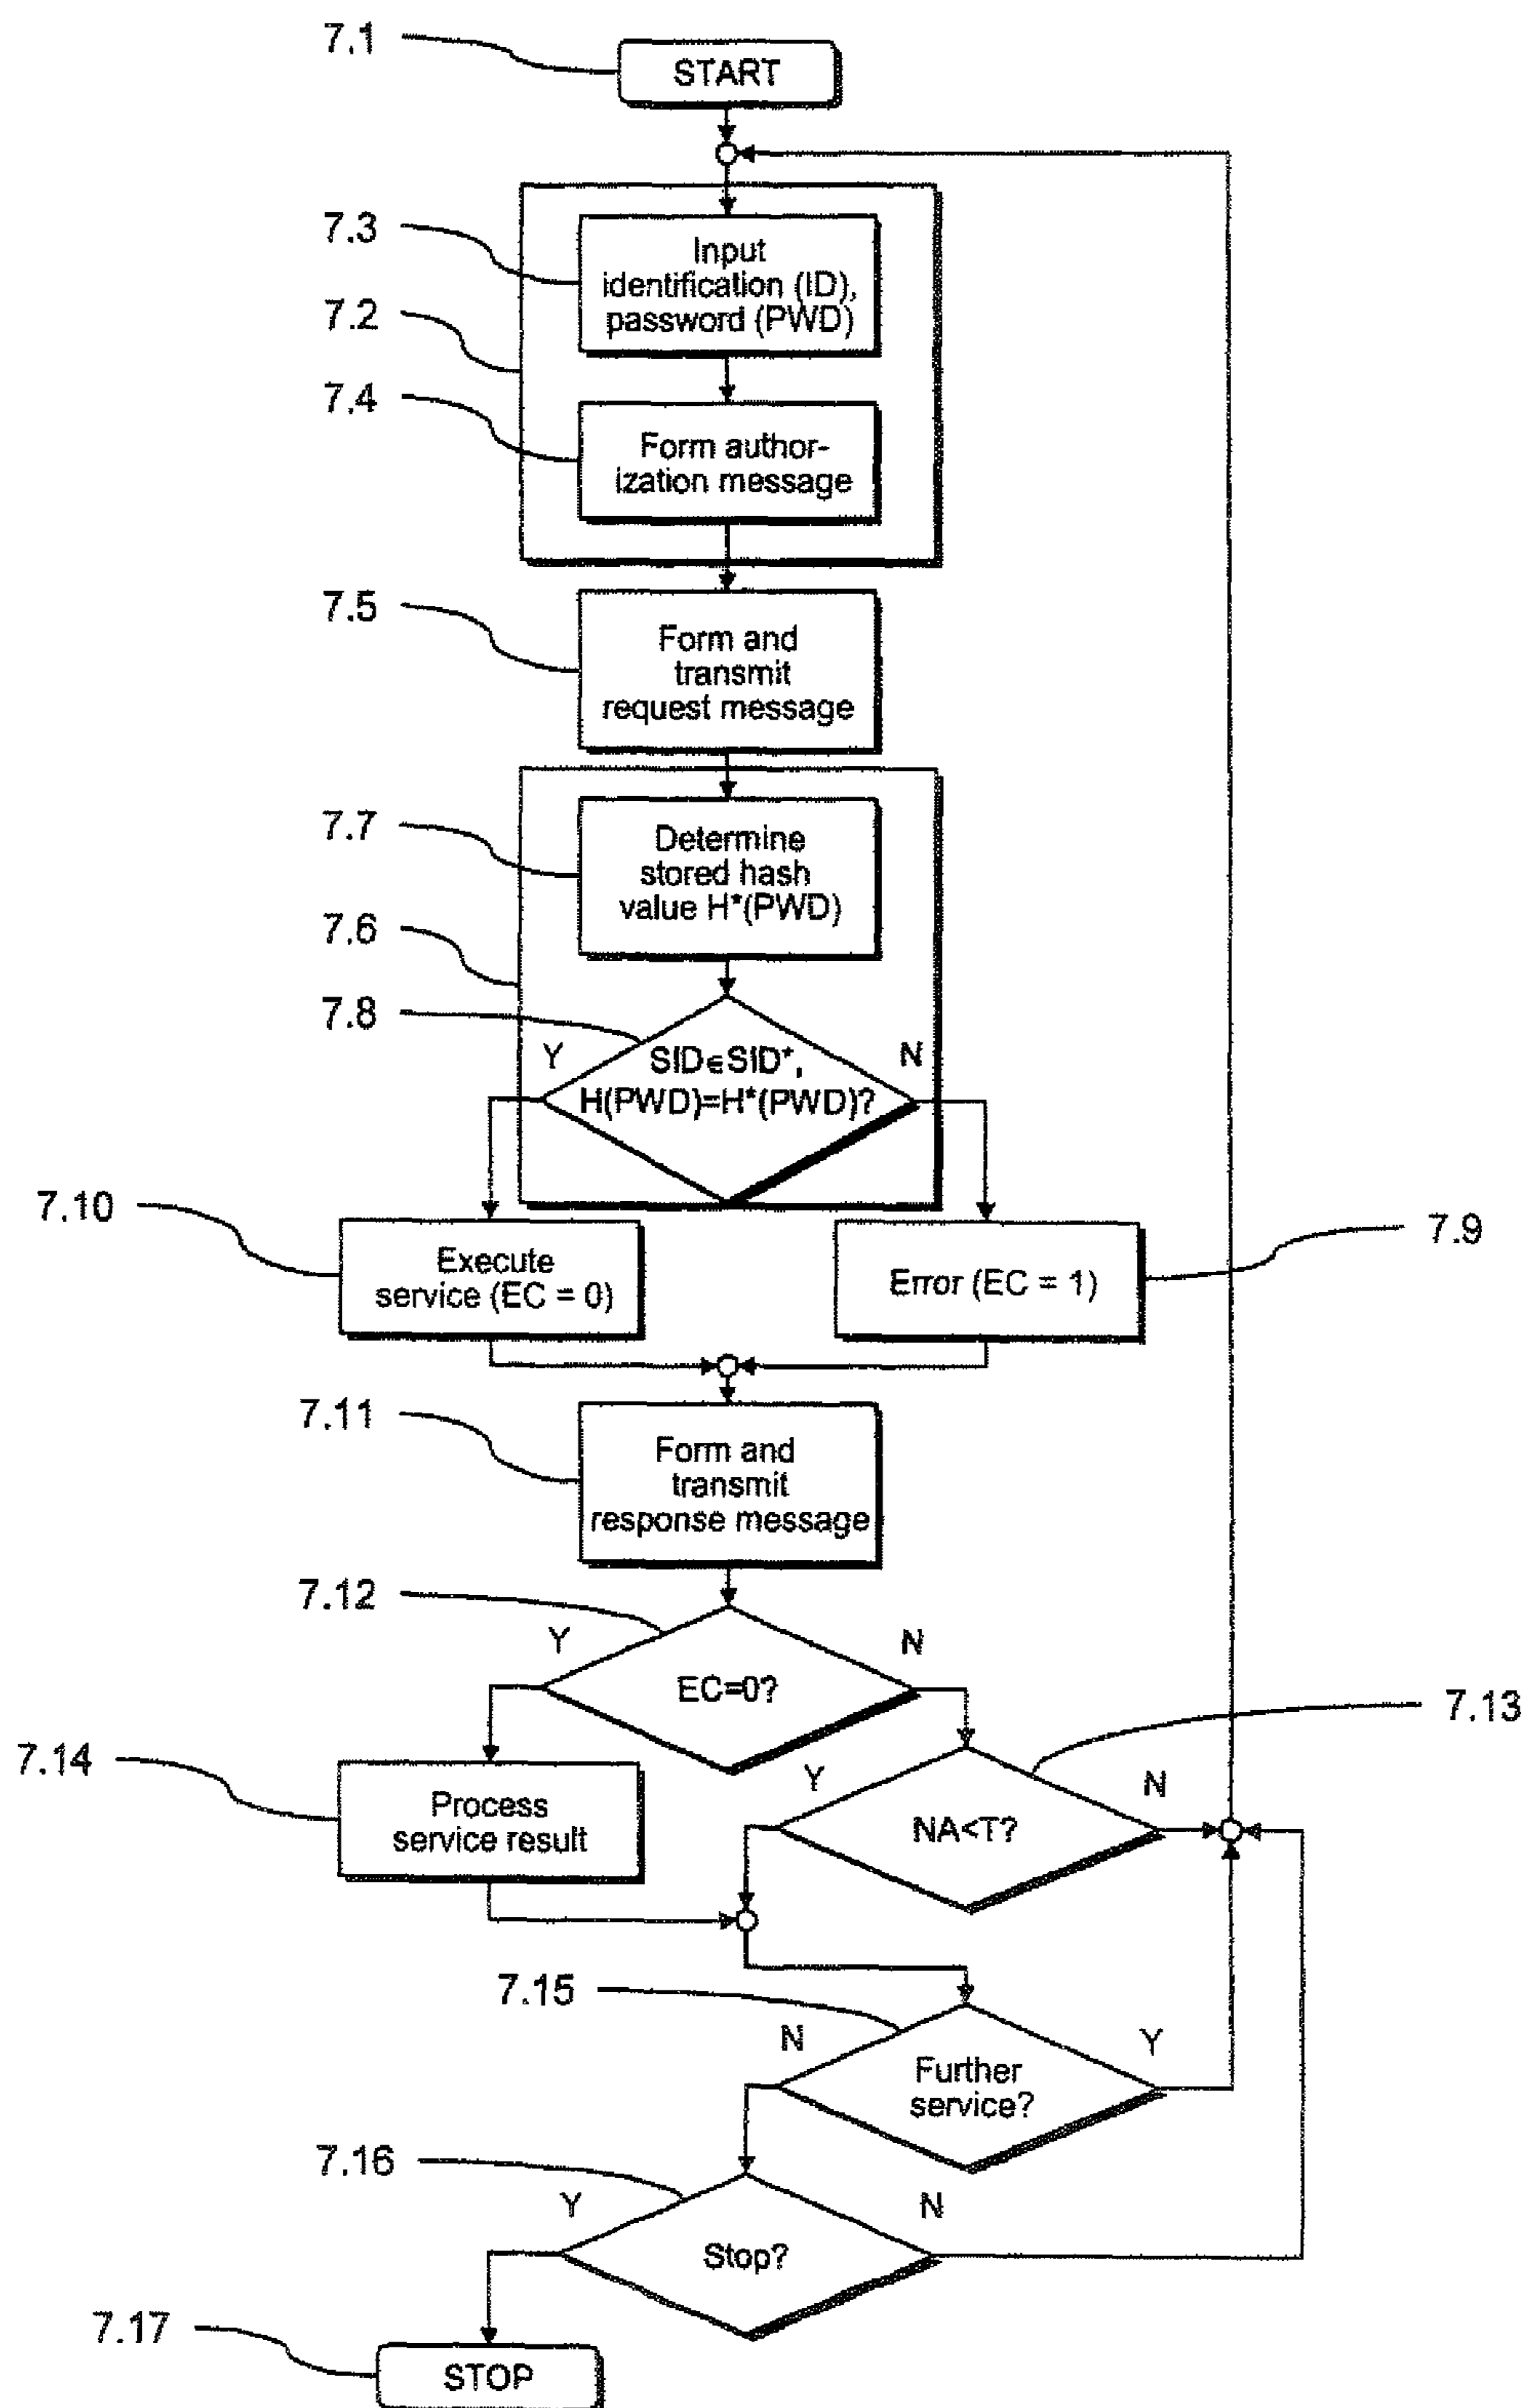 7.1
START
7.3
Input
identification (ID),
password (PWD)
7.2
7.4
Form author-
ization message
7.5
Form and
transmit
request message
7.7
Determine
stored hash
value H*(PWD)
7.6
7.8
Y
SID∈SID*,
N
H(PWD)=H*(PWD)?
7.10
Execute
service (EC = 0)
7.9
Error (EC = 1)
7.11
Form and
transmit
response message
7.12
Y
N
EC=0?
7.13
7.14
Process
service result
Y
N
NA<T?
7.15
N
Y
Further
service?
7.16
Y
N
Stop?
7.17
STOP